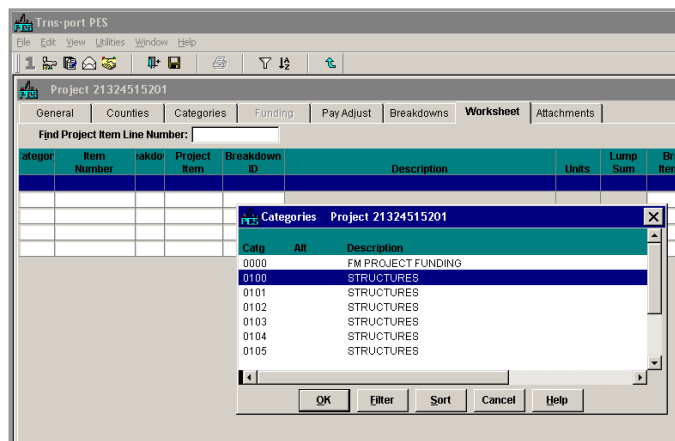 Trns·port PES
File Edit View Utilities Window Help
Project 21324515201
General Counties Categories Funding Pay Adjust Breakdowns Worksheet Attachments
Find Project Item Line Number:
ategor Item Number eakdo Project Item Breakdown ID Description Units Lump Sum Br Iter
Categories Project 21324515201
Catg Alt Description
0000 FM PROJECT FUNDING
0100 STRUCTURES
0101 STRUCTURES
0102 STRUCTURES
0103 STRUCTURES
0104 STRUCTURES
0105 STRUCTURES
OK Filter Sort Cancel Help